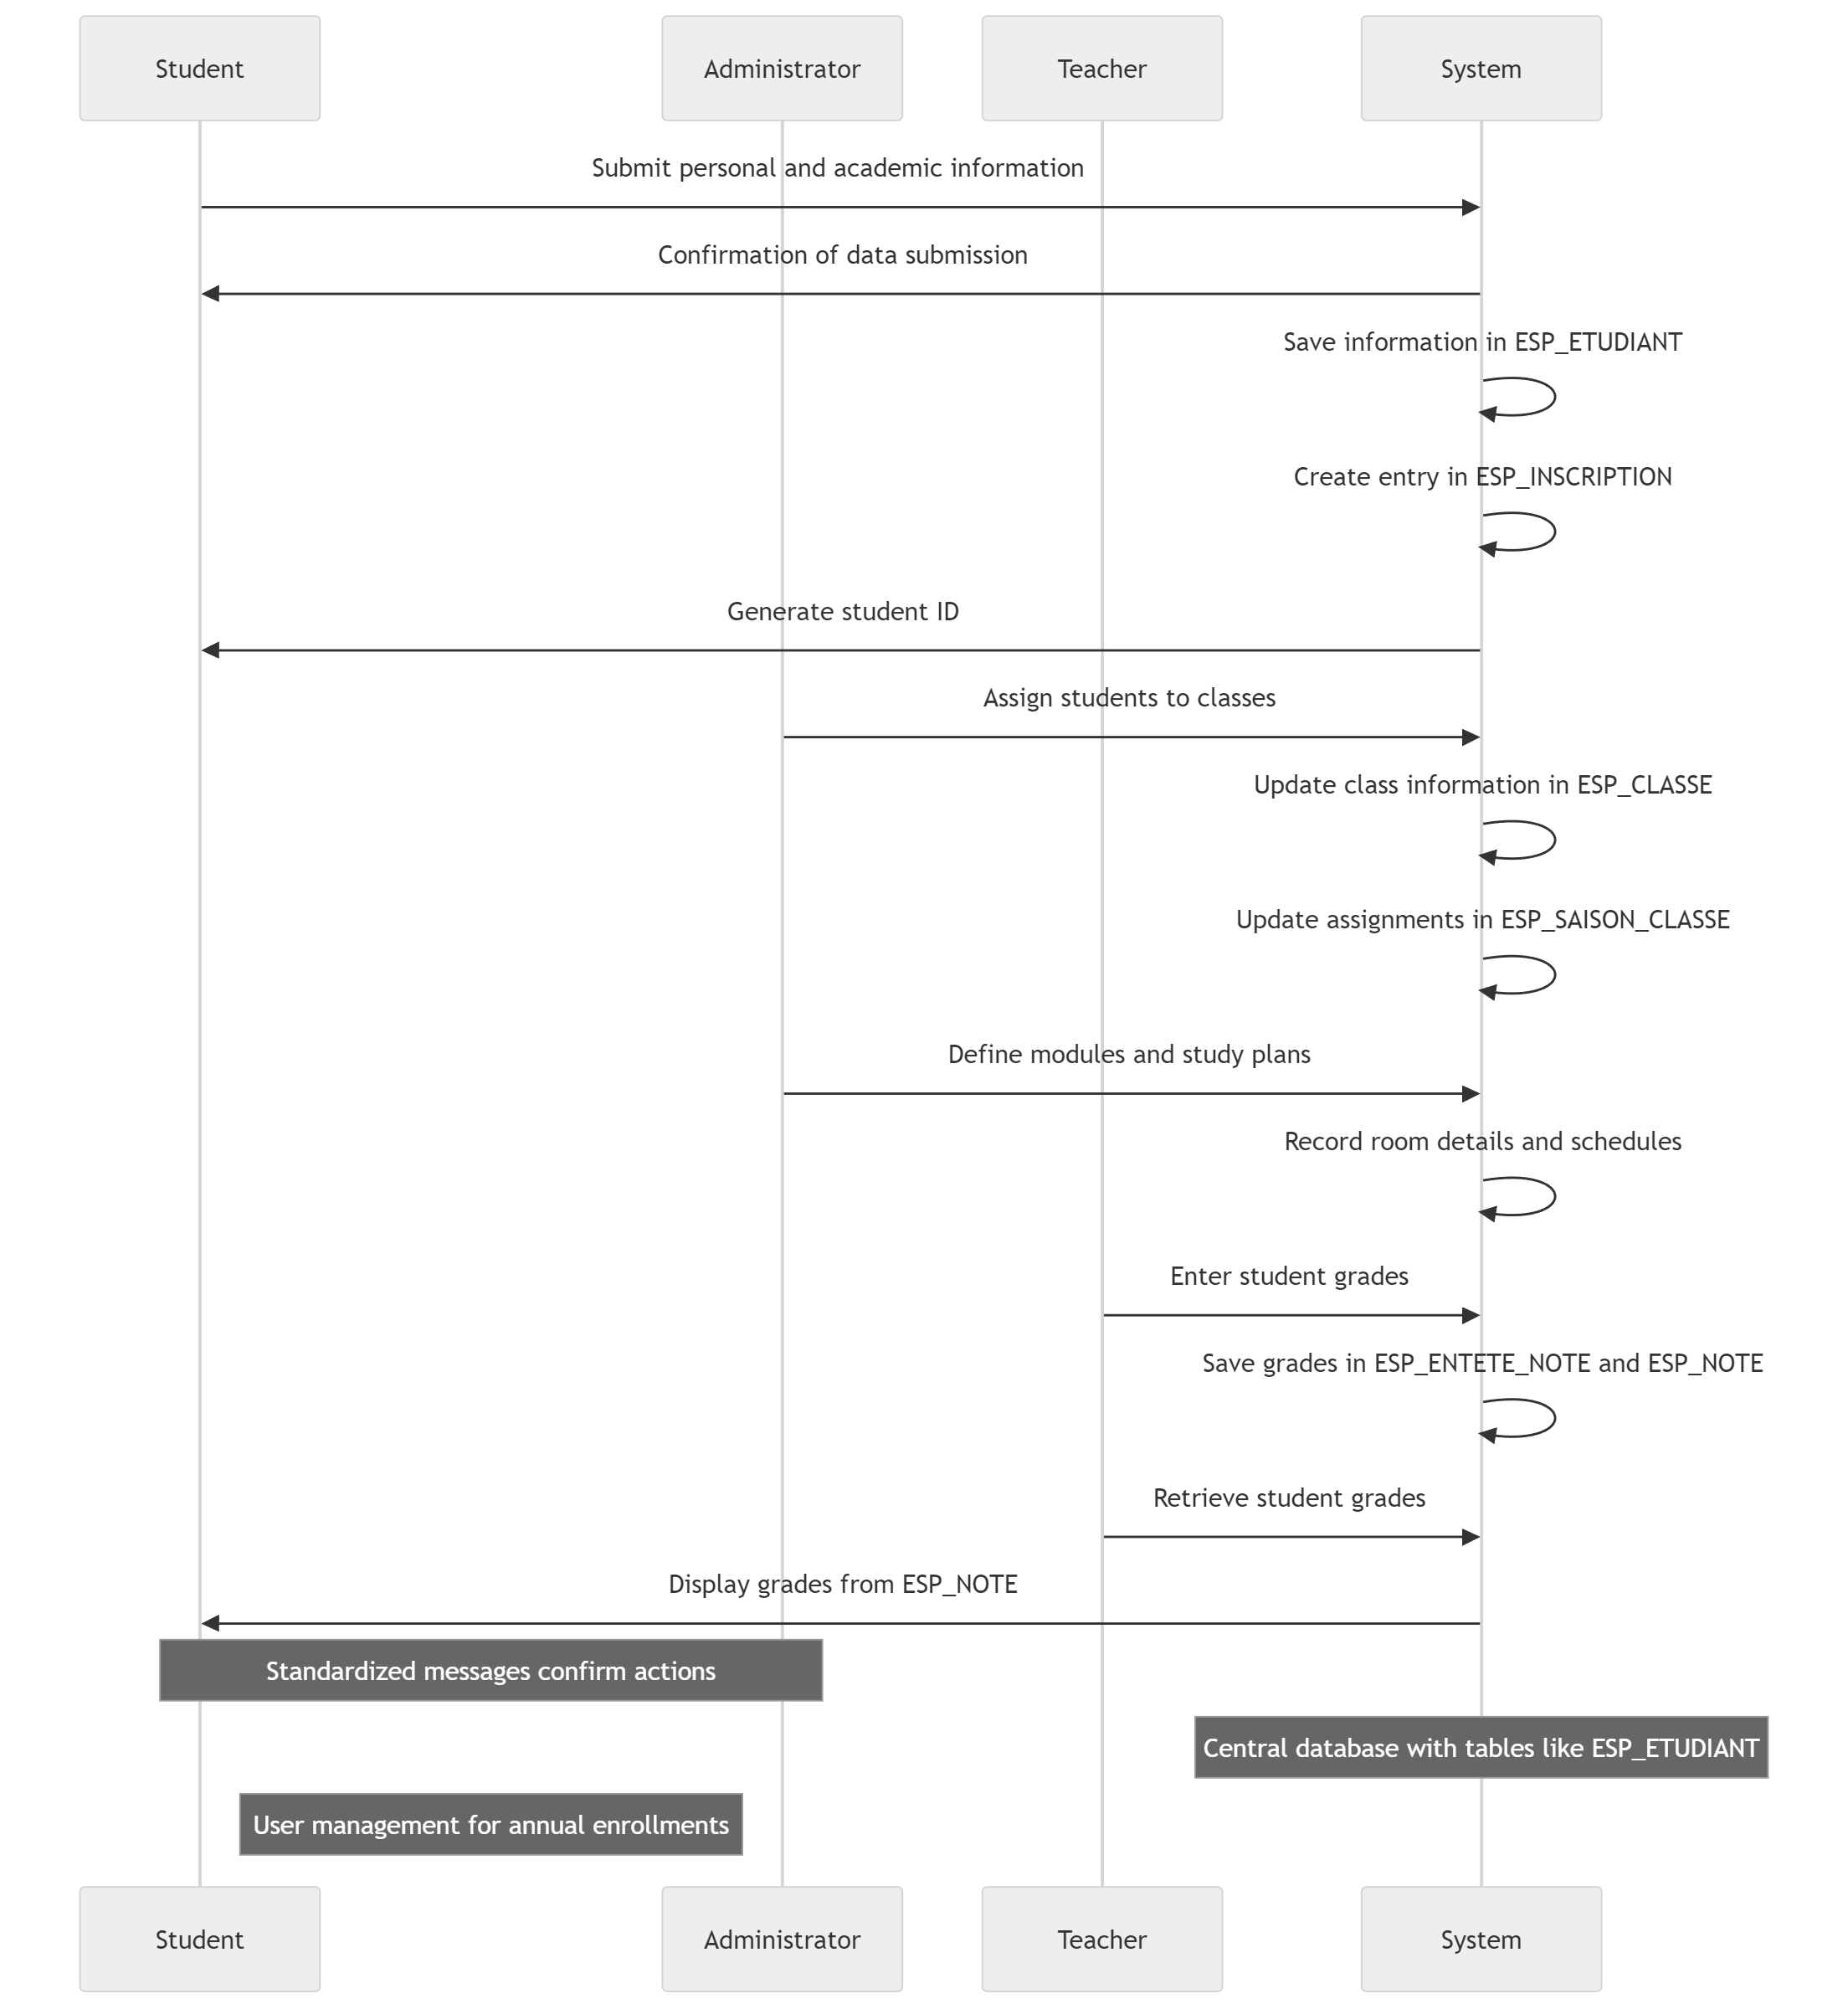 Student
Administrator
Teacher
System
Submit personal and academic information
Confirmation of data submission
Save information in ESP_ETUDIANT
Create entry in ESP_INSCRIPTION
Generate student ID
Assign students to classes
Update class information in ESP_CLASSE
Update assignments in ESP_SAISON_CLASSE
Define modules and study plans
Record room details and schedules
Enter student grades
Save grades in ESP_ENTETE_NOTE and ESP_NOTE
Retrieve student grades
Display grades from ESP_NOTE
Standardized messages confirm actions
Central database with tables like ESP_ETUDIANT
User management for annual enrollments
Student
Administrator
Teacher
System